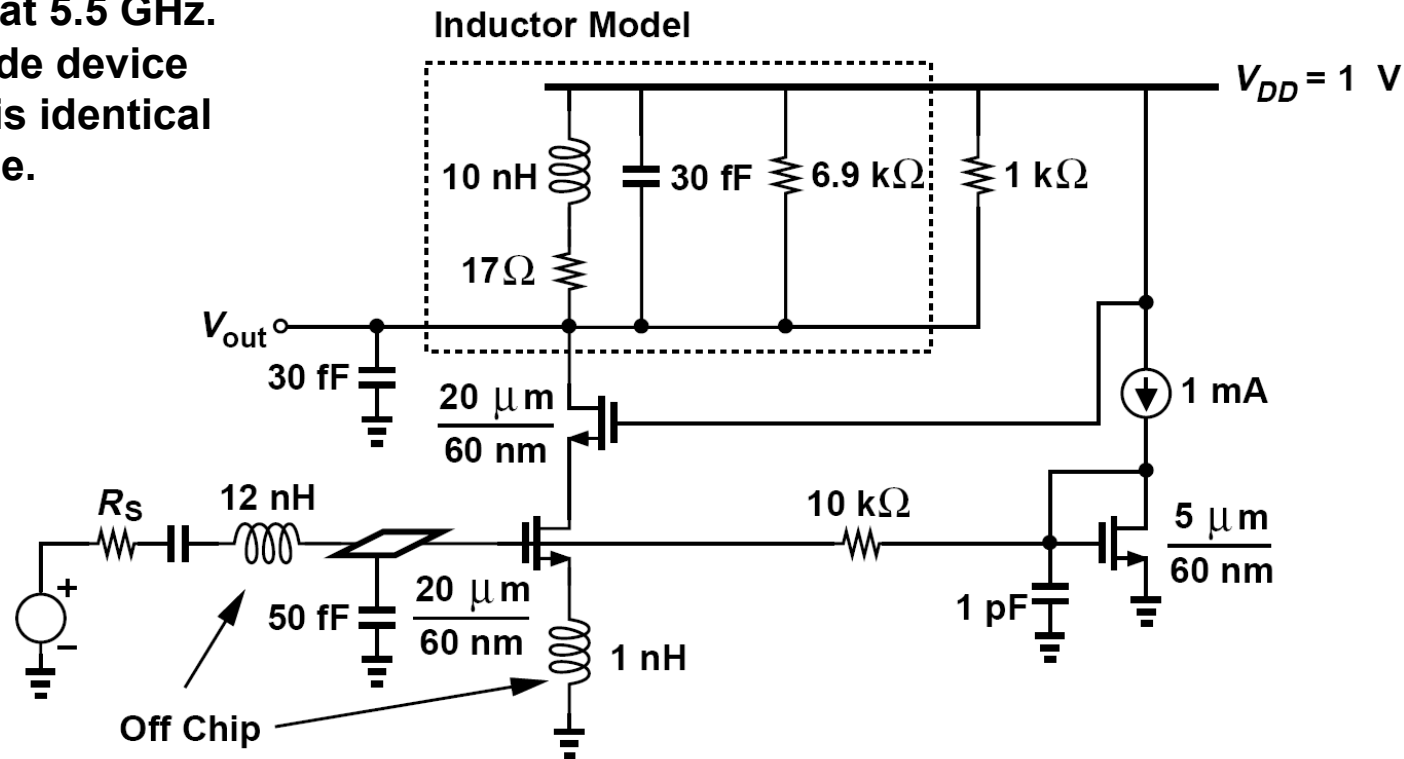 at 5.5 GHz.
de device
is identical
e.
Inductor Model
V_DD = 1 V
10 nH
30 fF
6.9 kΩ
1 kΩ
17Ω
V_out
30 fF
20 μm
60 nm
1 mA
R_S
12 nH
10 kΩ
5 μm
60 nm
+
−
50 fF
20 μm
60 nm
1 pF
1 nH
Off Chip